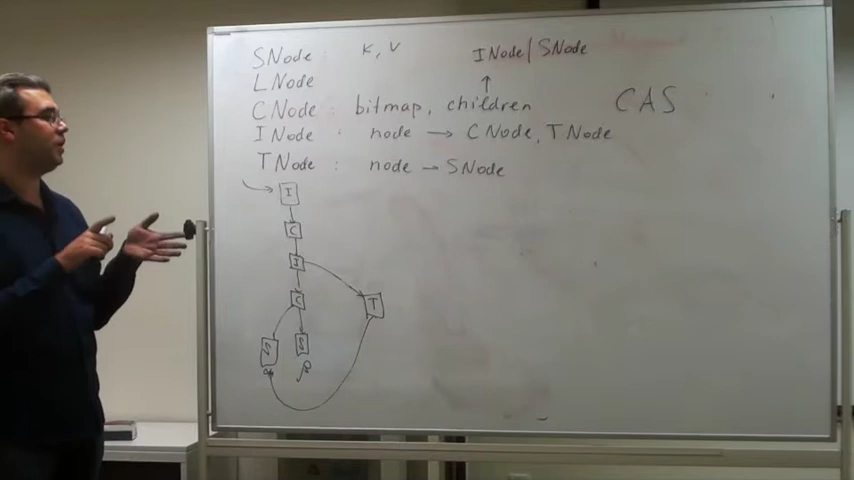 SNode : K, V INode/SNode
LNode
CNode : bitmap, children CAS
INode : node → CNode, TNode
TNode : node → SNode
I
C
I
C T
S S